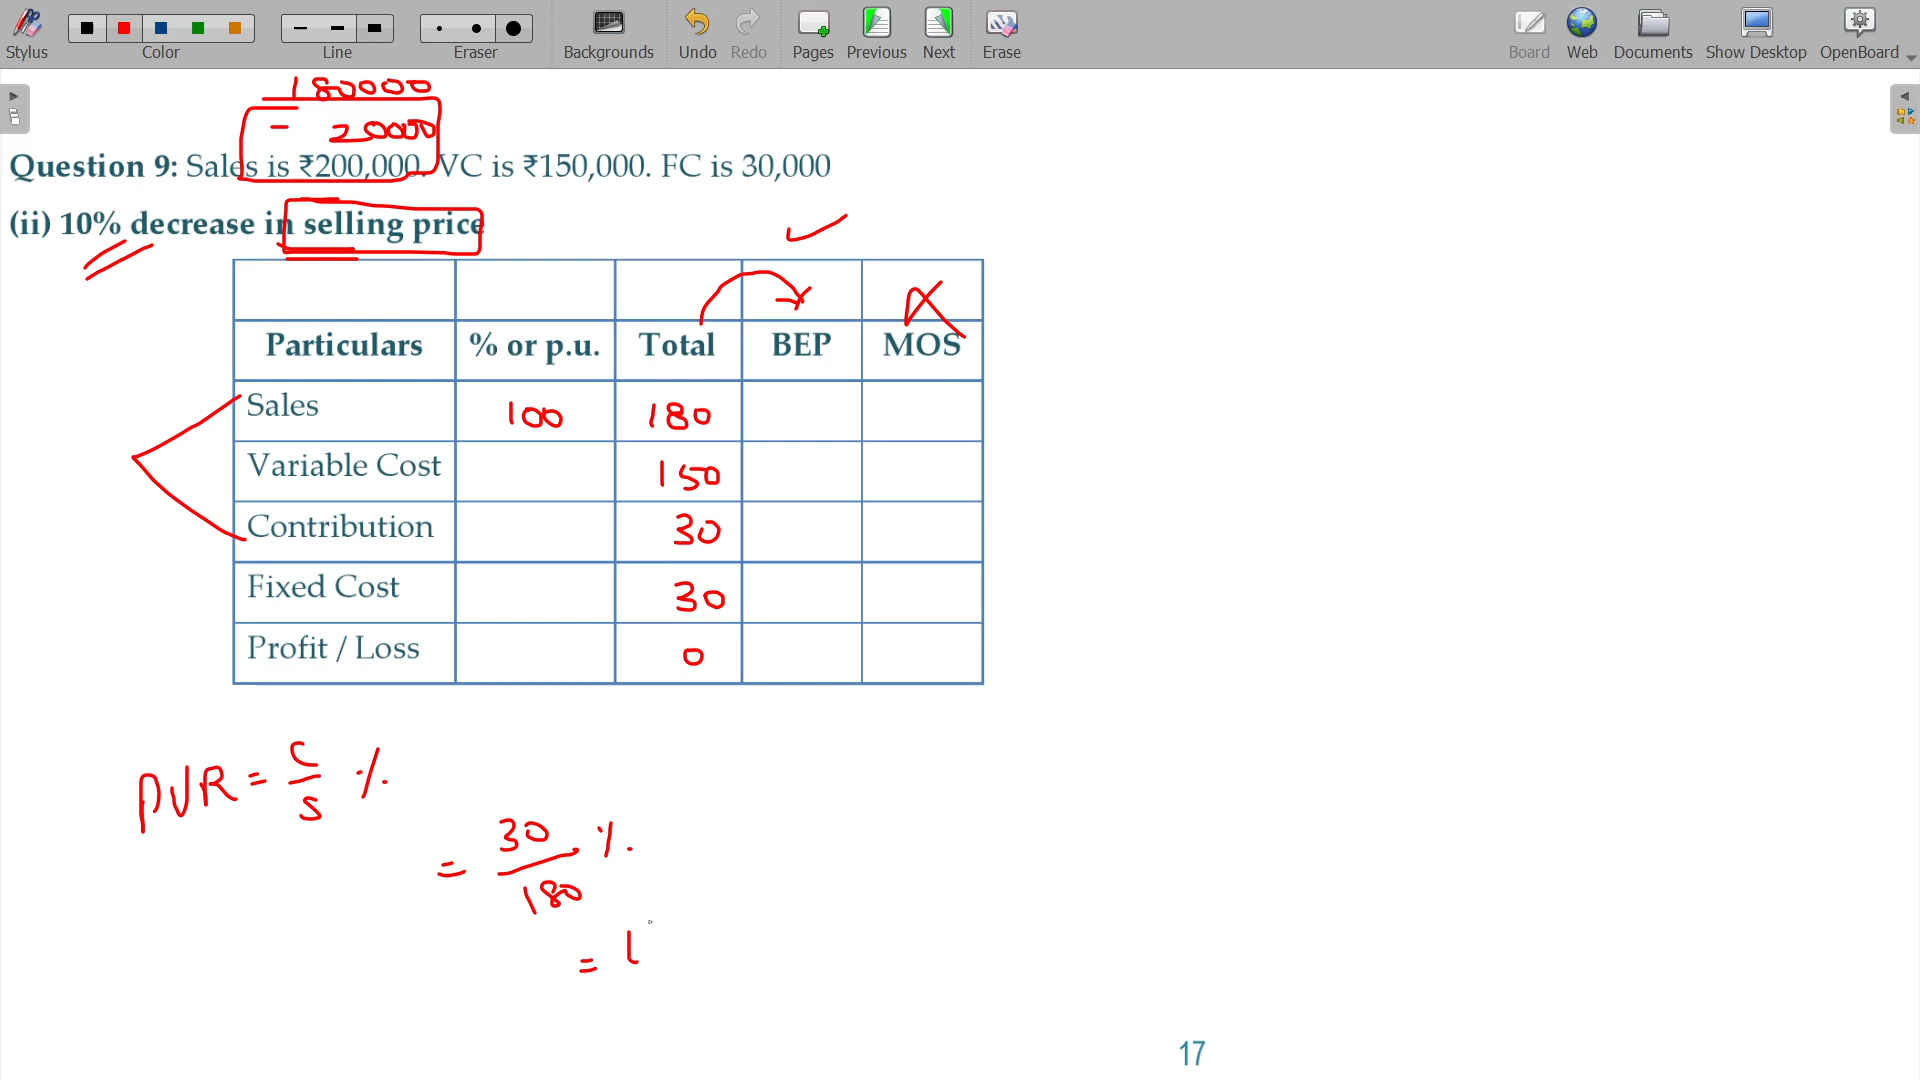 Stylus Color Line Eraser Backgrounds Undo Redo Pages Previous Next Erase Board Web Documents Show Desktop OpenBoard
180000
- 20000
Question 9: Sales is ₹200,000. VC is ₹150,000. FC is 30,000
(ii) 10% decrease in selling price
Particulars % or p.u. Total BEP MOS
Sales 100 180
Variable Cost 150
Contribution 30
Fixed Cost 30
Profit / Loss 0
PVR = C/S %
= 30/180 %
= 1
17